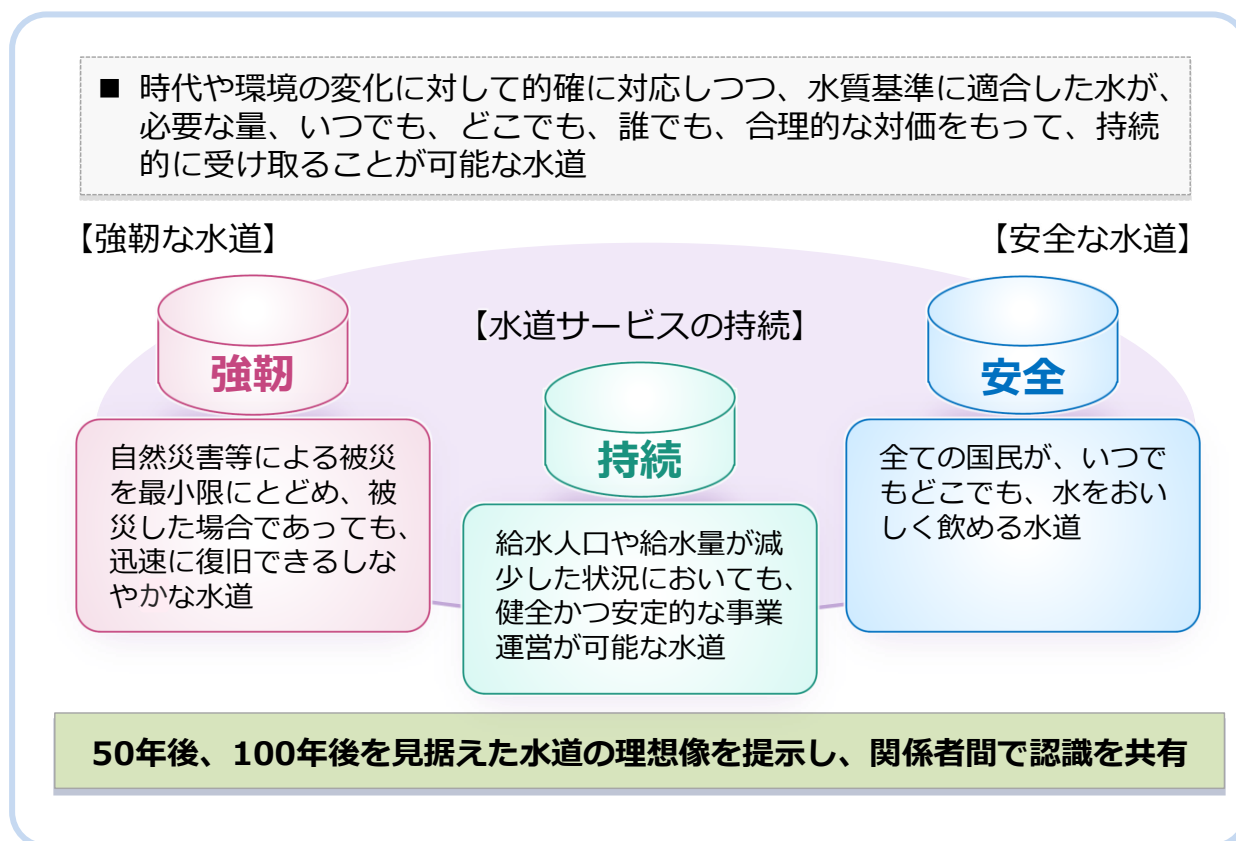 ■ 時代や環境の変化に対して的確に対応しつつ、水質基準に適合した水が、
必要な量、いつでも、どこでも、誰でも、合理的な対価をもって、持続
的に受け取ることが可能な水道
【強靭な水道】
【安全な水道】
【水道サービスの持続】
強靭
自然災害等による被災
を最小限にとどめ、被
災した場合であっても、
迅速に復旧できるしな
やかな水道
持続
給水人口や給水量が減
少した状況においても、
健全かつ安定的な事業
運営が可能な水道
安全
全ての国民が、いつで
もどこでも、水をおい
しく飲める水道
50年後、100年後を見据えた水道の理想像を提示し、関係者間で認識を共有